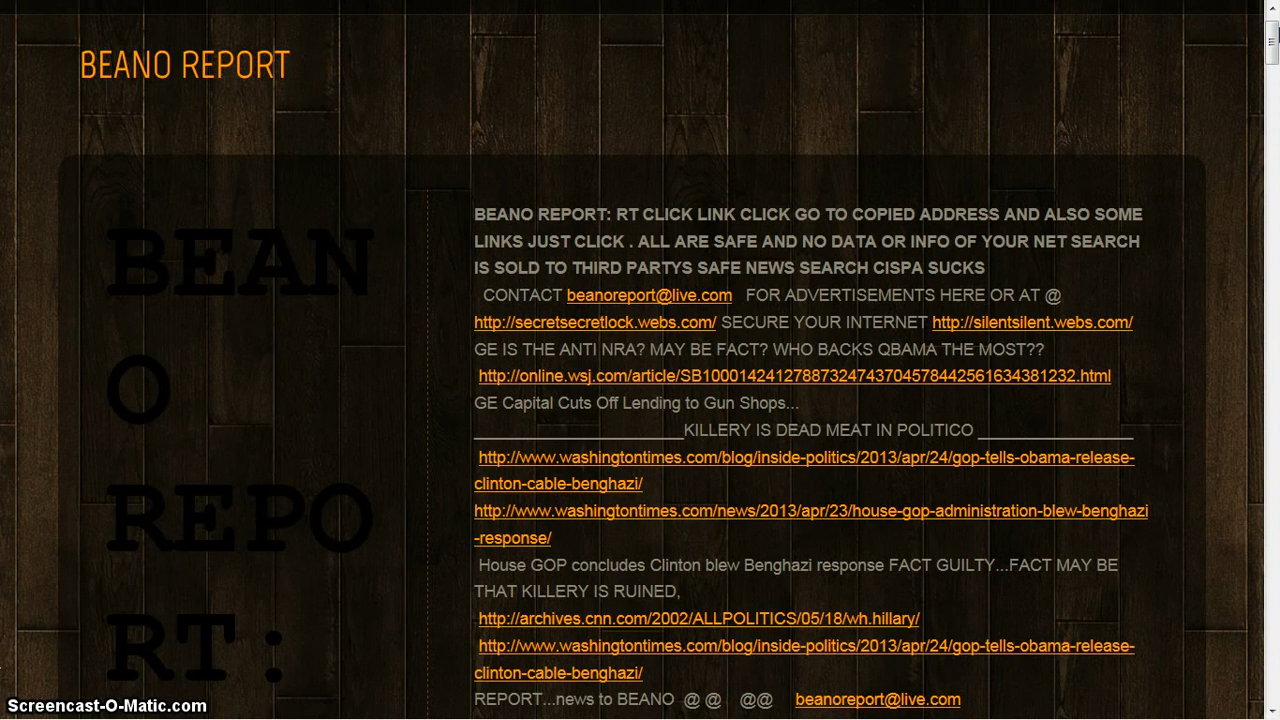 BEANO REPORT
BEAN
O
REPO
RT:
BEANO REPORT: RT CLICK LINK CLICK GO TO COPIED ADDRESS AND ALSO SOME
LINKS JUST CLICK . ALL ARE SAFE AND NO DATA OR INFO OF YOUR NET SEARCH
IS SOLD TO THIRD PARTYS SAFE NEWS SEARCH CISPA SUCKS
CONTACT beanoreport@live.com FOR ADVERTISEMENTS HERE OR AT @
http://secretsecretlock.webs.com/ SECURE YOUR INTERNET http://silentsilent.webs.com/
GE IS THE ANTI NRA? MAY BE FACT? WHO BACKS QBAMA THE MOST??
http://online.wsj.com/article/SB10001424127887324743704578442561634381232.html
GE Capital Cuts Off Lending to Gun Shops...
______________________KILLERY IS DEAD MEAT IN POLITICO ________________
http://www.washingtontimes.com/blog/inside-politics/2013/apr/24/gop-tells-obama-release-
clinton-cable-benghazi/
http://www.washingtontimes.com/news/2013/apr/23/house-gop-administration-blew-benghazi
-response/
House GOP concludes Clinton blew Benghazi response FACT GUILTY...FACT MAY BE
THAT KILLERY IS RUINED,
http://archives.cnn.com/2002/ALLPOLITICS/05/18/wh.hillary/
http://www.washingtontimes.com/blog/inside-politics/2013/apr/24/gop-tells-obama-release-
clinton-cable-benghazi/
REPORT...news to BEANO @ @ @@ beanoreport@live.com
Screencast-O-Matic.com